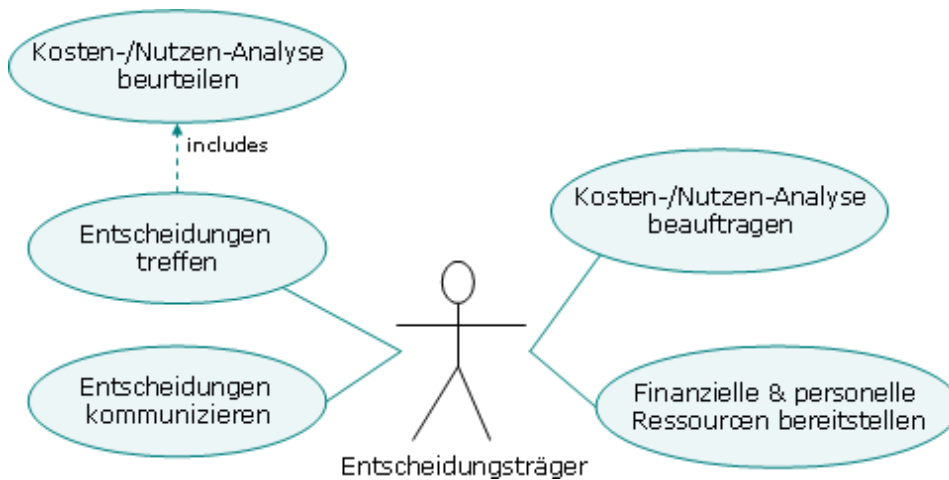 Kosten-/Nutzen-Analyse
beurteilen
includes
Entscheidungen
treffen
Entscheidungen
kommunizieren
Kosten-/Nutzen-Analyse
beauftragen
Finanzielle & personelle
Ressourcen bereitstellen
Entscheidungsträger